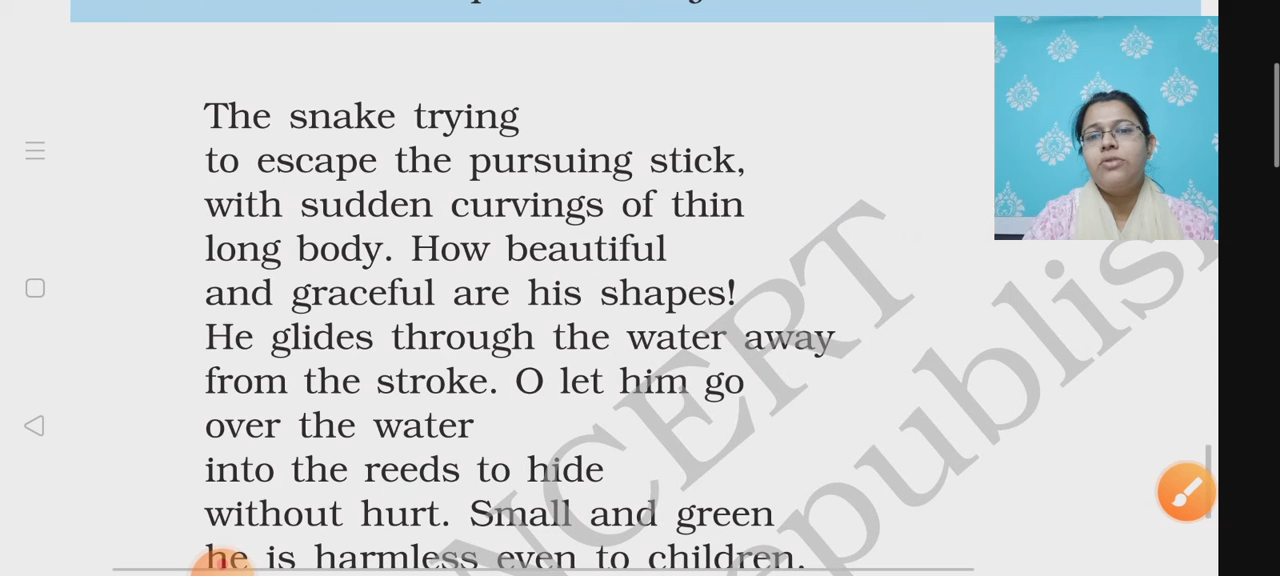 The snake trying
to escape the pursuing stick,
with sudden curvings of thin
long body. How beautiful
and graceful are his shapes!
He glides through the water away
from the stroke. O let him go
over the water
into the reeds to hide
without hurt. Small and green
he is harmless even to children.
NCERT
republis